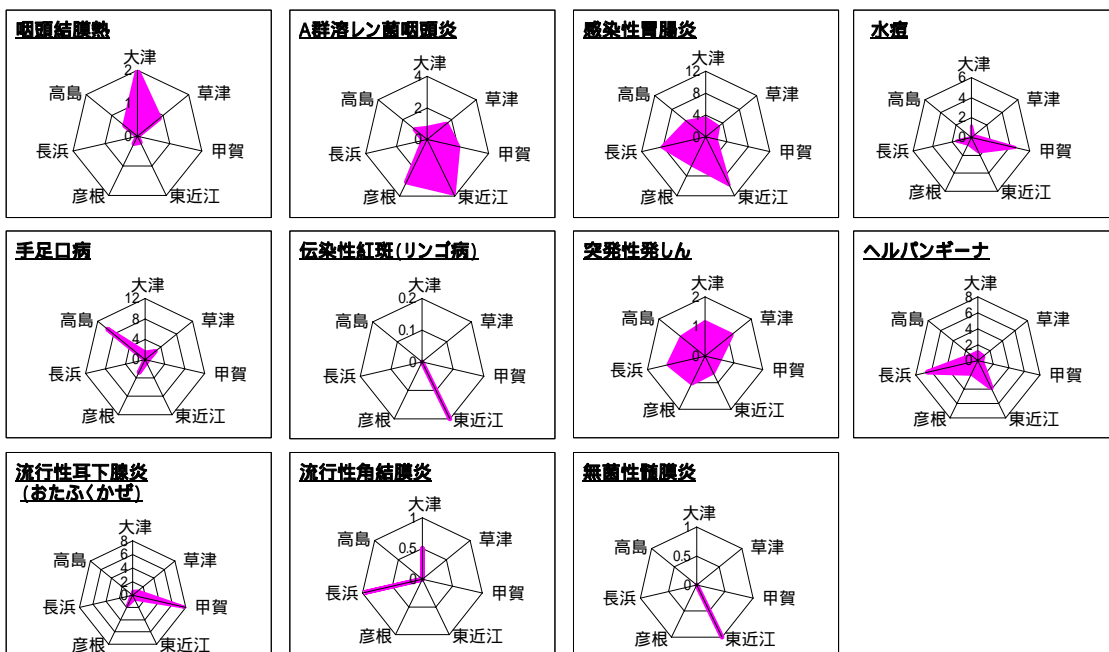 咽頭結膜熱
大津
2
草津
高島
1
0
甲賀
長浜
東近江
彦根
A群溶レン菌咽頭炎
大津
4
草津
高島
2
0
甲賀
長浜
東近江
彦根
感染性胃腸炎
大津
12
草津
高島
8
4
0
甲賀
長浜
東近江
彦根
水痘
大津
6
草津
高島
4
2
0
甲賀
長浜
東近江
彦根
手足口病
大津
12
草津
高島
8
4
0
甲賀
長浜
東近江
彦根
伝染性紅斑(リンゴ病)
大津
0.2
草津
高島
0.1
0
甲賀
長浜
東近江
彦根
突発性発しん
大津
2
草津
高島
1
0
甲賀
長浜
東近江
彦根
ヘルパンギーナ
大津
8
草津
高島
6
4
2
0
甲賀
長浜
東近江
彦根
流行性耳下腺炎
(おたふくかぜ)
大津
8
草津
高島
6
4
2
0
甲賀
長浜
東近江
彦根
流行性角結膜炎
大津
1
草津
高島
0.5
0
甲賀
長浜
東近江
彦根
無菌性髄膜炎
大津
1
草津
高島
0.5
0
甲賀
長浜
東近江
彦根